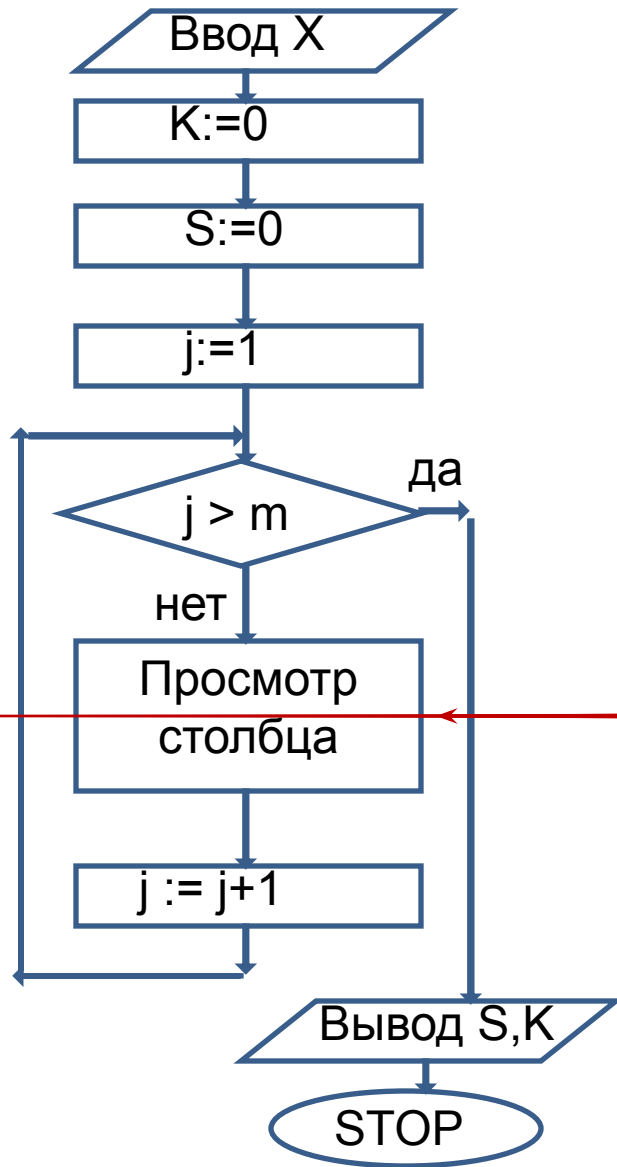 Ввод X
K:=0
S:=0
j:=1
да
j > m
нет
Просмотр
столбца
j := j+1
Вывод S,K
STOP